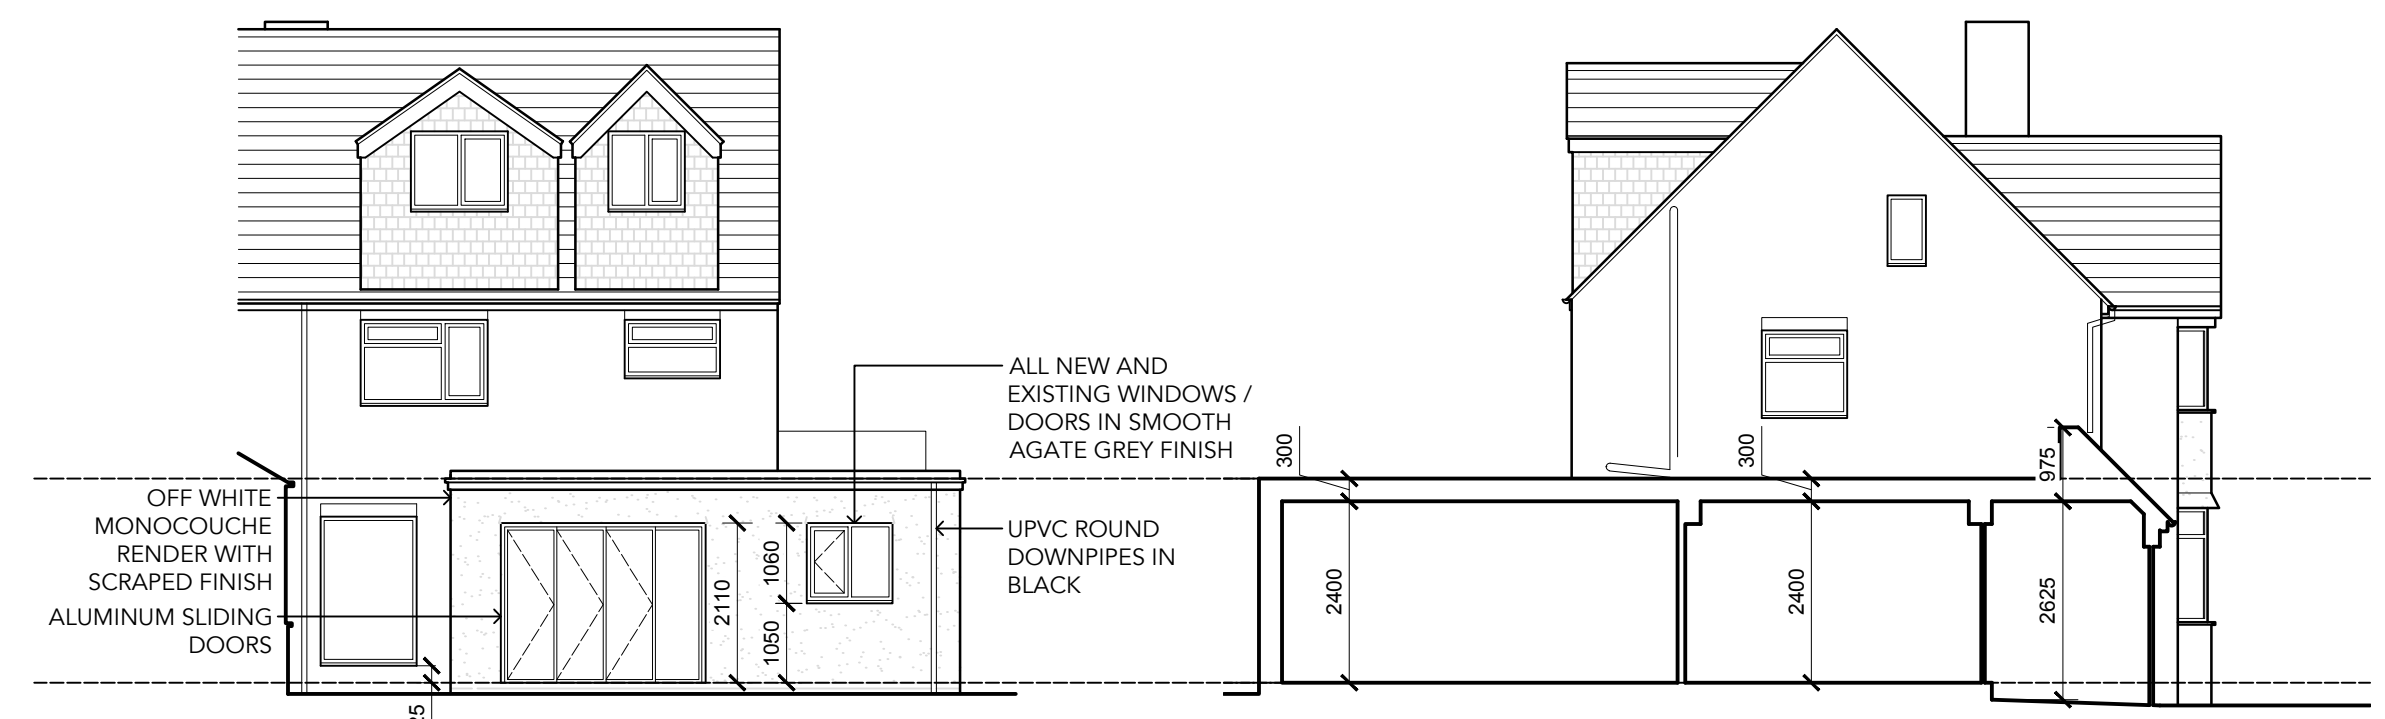 ALL NEW AND
EXISTING WINDOWS /
DOORS IN SMOOTH
AGATE GREY FINISH
OFF WHITE
MONOCOUCHE
RENDER WITH
SCRAPED FINISH
ALUMINUM SLIDING
DOORS
UPVC ROUND
DOWNPIPES IN
BLACK
2110
1060
1050
300
2400
300
2400
975
2625